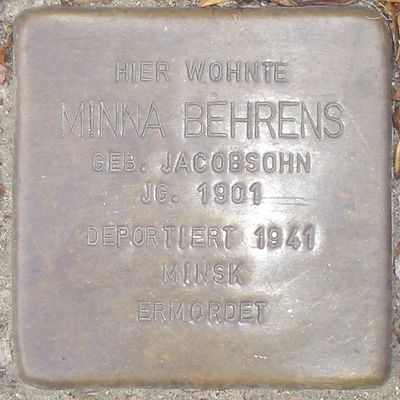 HIER WOHNTE
MINNA BEHRENS
GEB. JACOBSOHN
JG. 1901
DEPORTIERT 1941
MINSK
ERMORDET